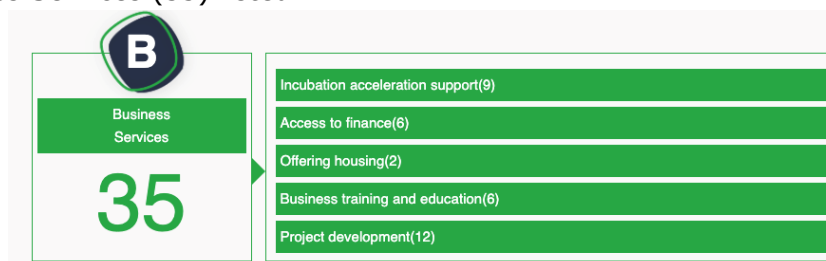 B
Business
Services
35
Incubation acceleration support(9)
Access to finance(6)
Offering housing(2)
Business training and education(6)
Project development(12)